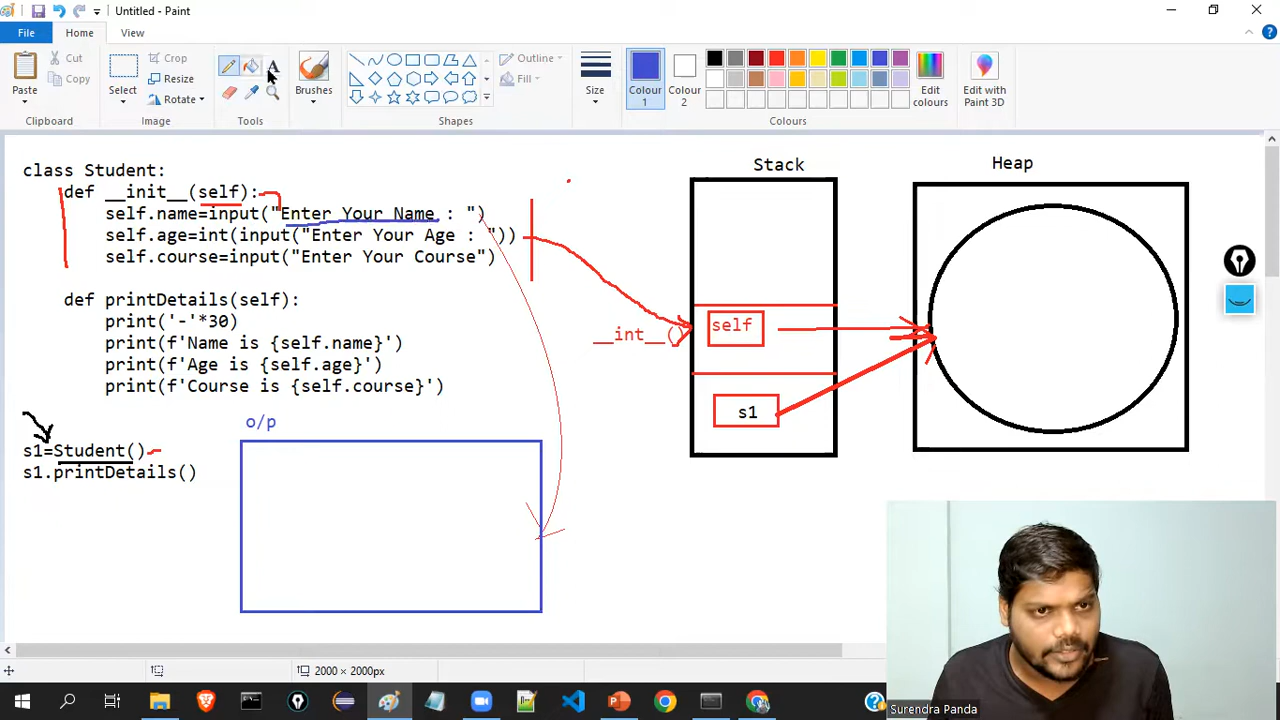 Untitled - Paint
File
Home
View
Paste
Cut
Copy
Clipboard
Select
Crop
Resize
Rotate
Image
A
Tools
Brushes
Outline
Fill
Shapes
Size
Colour 1
Colour 2
Edit colours
Colours
Edit with Paint 3D
class Student:
def __init__(self):
self.name=input("Enter Your Name : ")
self.age=int(input("Enter Your Age : "))
self.course=input("Enter Your Course")
def printDetails(self):
print('-'*30)
print(f'Name is {self.name}')
print(f'Age is {self.age}')
print(f'Course is {self.course}')
s1=Student()
s1.printDetails()
o/p
Stack
Heap
__int__()
self
s1
2000 × 2000px
Surendra Panda